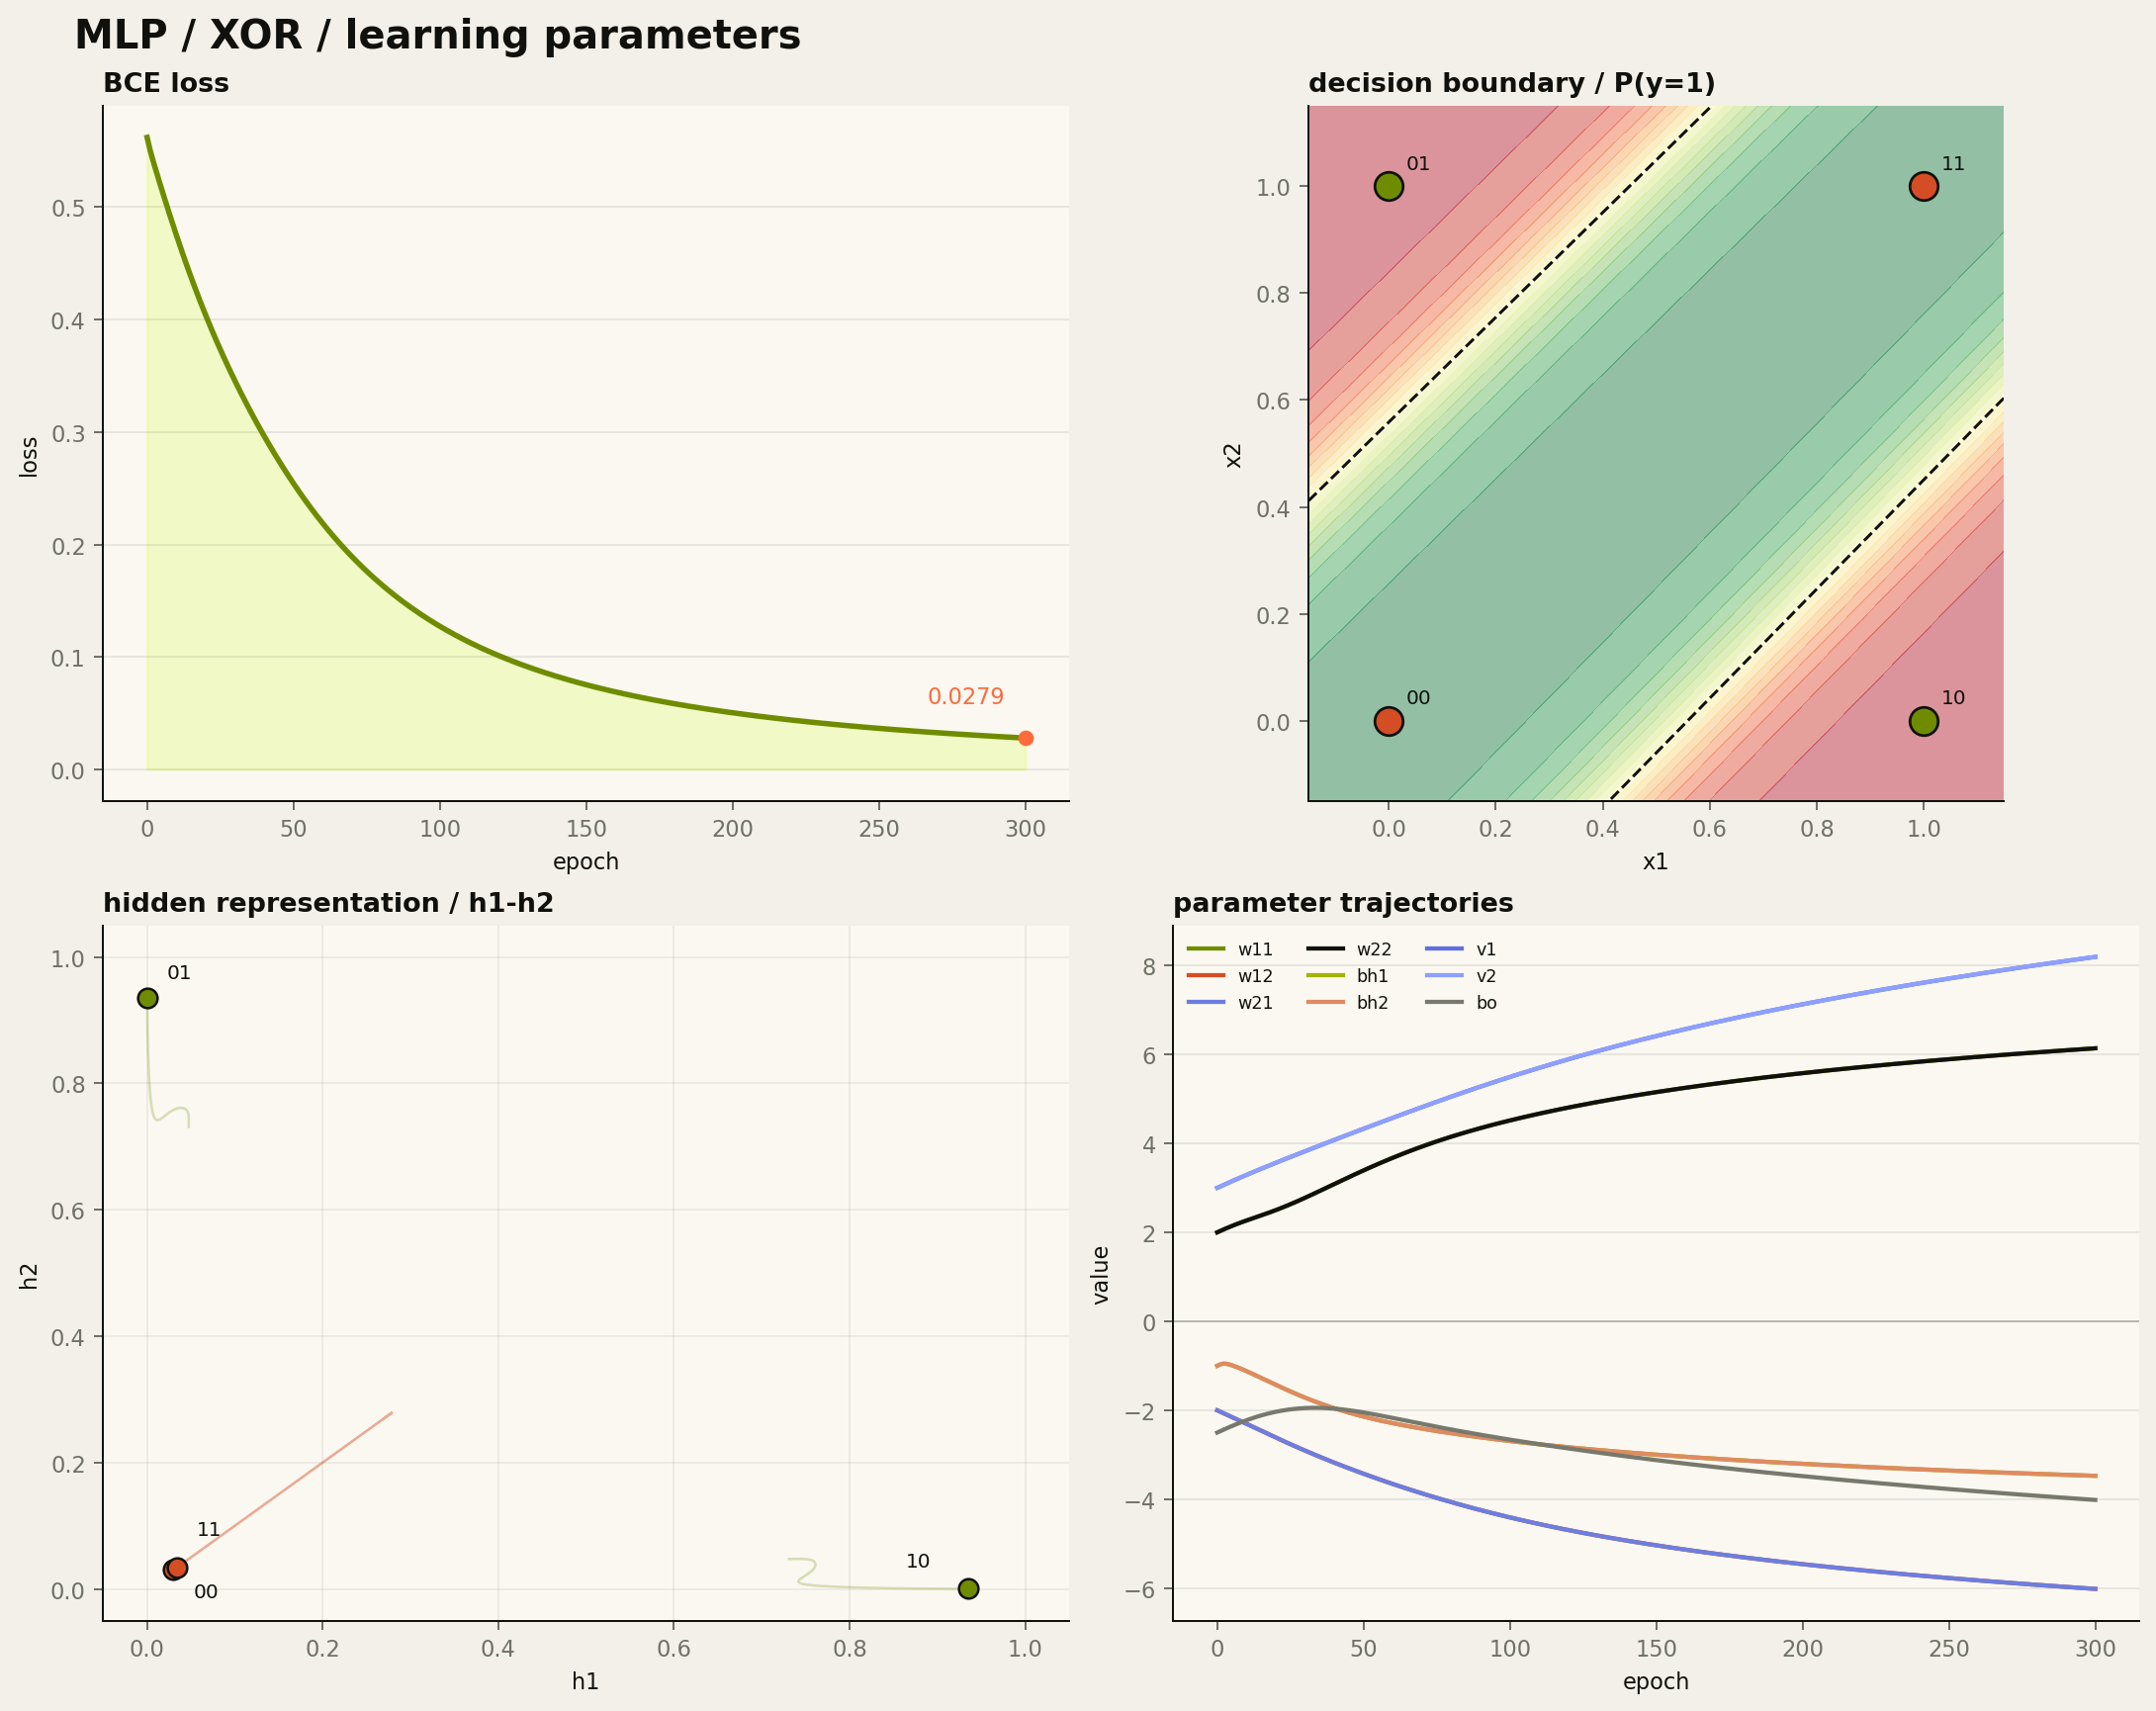 MLP / XOR / learning parameters
BCE loss
0.5
0.4
0.3
0.2
0.1
0.0
loss
0.0279
0 50 100 150 200 250 300
epoch
decision boundary / P(y=1)
1.0
0.8
0.6
0.4
0.2
0.0
x2
01
11
00
10
0.0 0.2 0.4 0.6 0.8 1.0
x1
hidden representation / h1-h2
1.0
0.8
0.6
0.4
0.2
0.0
h2
01
11
00
10
0.0 0.2 0.4 0.6 0.8 1.0
h1
parameter trajectories
w11 w22 v1
w12 bh1 v2
w21 bh2 bo
8
6
4
2
0
−2
−4
−6
value
0 50 100 150 200 250 300
epoch